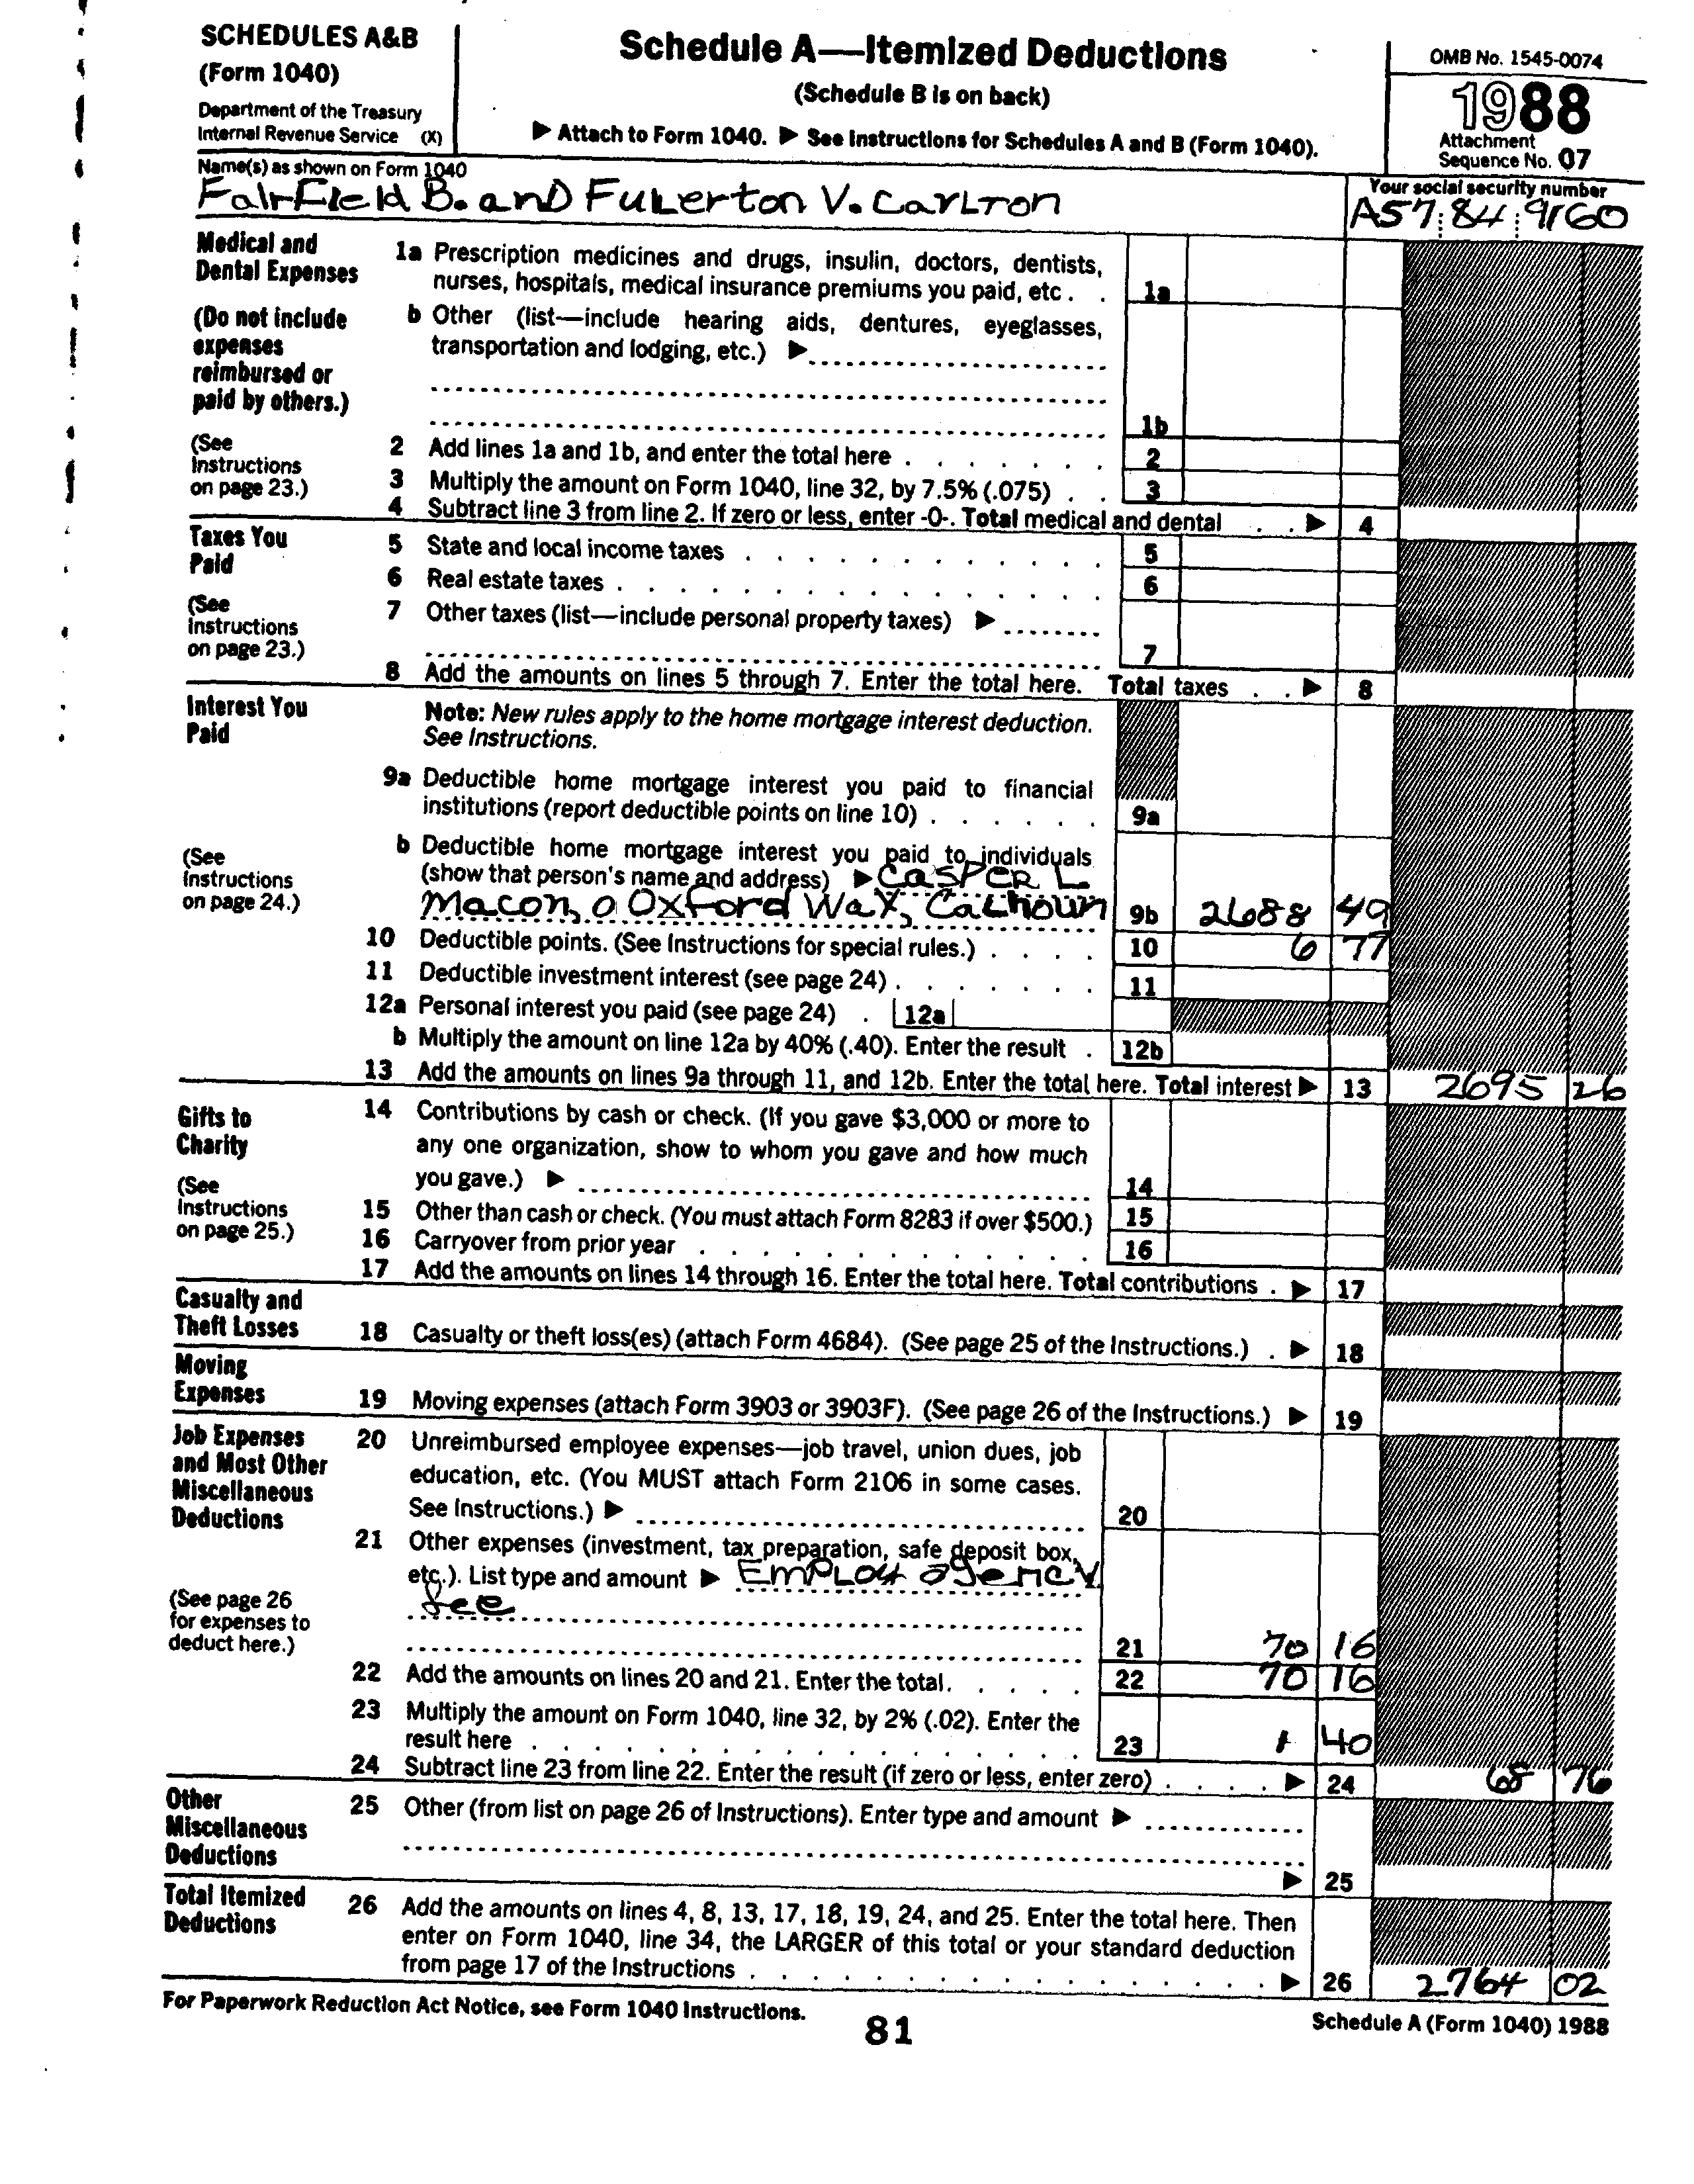 SCHEDULES A&B
(Form 1040)
Department of the Treasury
Internal Revenue Service (X)
Schedule A—Itemized Deductions
(Schedule B is on back)
▶ Attach to Form 1040. ▶ See Instructions for Schedules A and B (Form 1040).
OMB No. 1545-0074
1988
Attachment
Sequence No. 07
Name(s) as shown on Form 1040
FairField B. and Fullerton V. Carlton
Your social security number
A57 84 9160
Medical and
Dental Expenses
(Do not include
expenses
reimbursed or
paid by others.)
(See
Instructions
on page 23.)
1a Prescription medicines and drugs, insulin, doctors, dentists,
nurses, hospitals, medical insurance premiums you paid, etc . . 1a
b Other (list—include hearing aids, dentures, eyeglasses,
transportation and lodging, etc.) ▶
1b
2 Add lines 1a and 1b, and enter the total here . . . . . . . 2
3 Multiply the amount on Form 1040, line 32, by 7.5% (.075) . . 3
4 Subtract line 3 from line 2. If zero or less, enter -0-. Total medical and dental . . ▶ 4
Taxes You
Paid
(See
Instructions
on page 23.)
5 State and local income taxes . . . . . . . . . . . 5
6 Real estate taxes . . . . . . . . . . . . . . . 6
7 Other taxes (list—include personal property taxes) ▶
7
8 Add the amounts on lines 5 through 7. Enter the total here. Total taxes . . ▶ 8
Interest You
Paid
(See
Instructions
on page 24.)
Note: New rules apply to the home mortgage interest deduction.
See Instructions.
9a Deductible home mortgage interest you paid to financial
institutions (report deductible points on line 10) . . . . . . 9a
b Deductible home mortgage interest you paid to individuals
(show that person's name and address) ▶ Casper L.
Macon, 0 Oxford Way, Calhoun 9b 2688 49
10 Deductible points. (See Instructions for special rules.) . . . . 10 6 77
11 Deductible investment interest (see page 24) . . . . . . . 11
12a Personal interest you paid (see page 24) . 12a
b Multiply the amount on line 12a by 40% (.40). Enter the result . 12b
13 Add the amounts on lines 9a through 11, and 12b. Enter the total here. Total interest ▶ 13 2695 26
Gifts to
Charity
(See
Instructions
on page 25.)
14 Contributions by cash or check. (If you gave $3,000 or more to
any one organization, show to whom you gave and how much
you gave.) ▶ 14
15 Other than cash or check. (You must attach Form 8283 if over $500.) 15
16 Carryover from prior year . . . . . . . . . . . . . 16
17 Add the amounts on lines 14 through 16. Enter the total here. Total contributions . ▶ 17
Casualty and
Theft Losses
18 Casualty or theft loss(es) (attach Form 4684). (See page 25 of the Instructions.) . ▶ 18
Moving
Expenses
19 Moving expenses (attach Form 3903 or 3903F). (See page 26 of the Instructions.) ▶ 19
Job Expenses
and Most Other
Miscellaneous
Deductions
(See page 26
for expenses to
deduct here.)
20 Unreimbursed employee expenses—job travel, union dues, job
education, etc. (You MUST attach Form 2106 in some cases.
See Instructions.) ▶ 20
21 Other expenses (investment, tax preparation, safe deposit box,
etc.). List type and amount ▶ Employ agency
fee
21 70 16
22 Add the amounts on lines 20 and 21. Enter the total. . . . . . 22 70 16
23 Multiply the amount on Form 1040, line 32, by 2% (.02). Enter the
result here . . . . . . . . . . . . . . . . . . 23 1 40
24 Subtract line 23 from line 22. Enter the result (if zero or less, enter zero) . . . . . ▶ 24 68 76
Other
Miscellaneous
Deductions
25 Other (from list on page 26 of Instructions). Enter type and amount ▶
▶ 25
Total Itemized
Deductions
26 Add the amounts on lines 4, 8, 13, 17, 18, 19, 24, and 25. Enter the total here. Then
enter on Form 1040, line 34, the LARGER of this total or your standard deduction
from page 17 of the Instructions . . . . . . . . . . . . . . . . . . ▶ 26 2764 02
For Paperwork Reduction Act Notice, see Form 1040 Instructions.
81
Schedule A (Form 1040) 1988